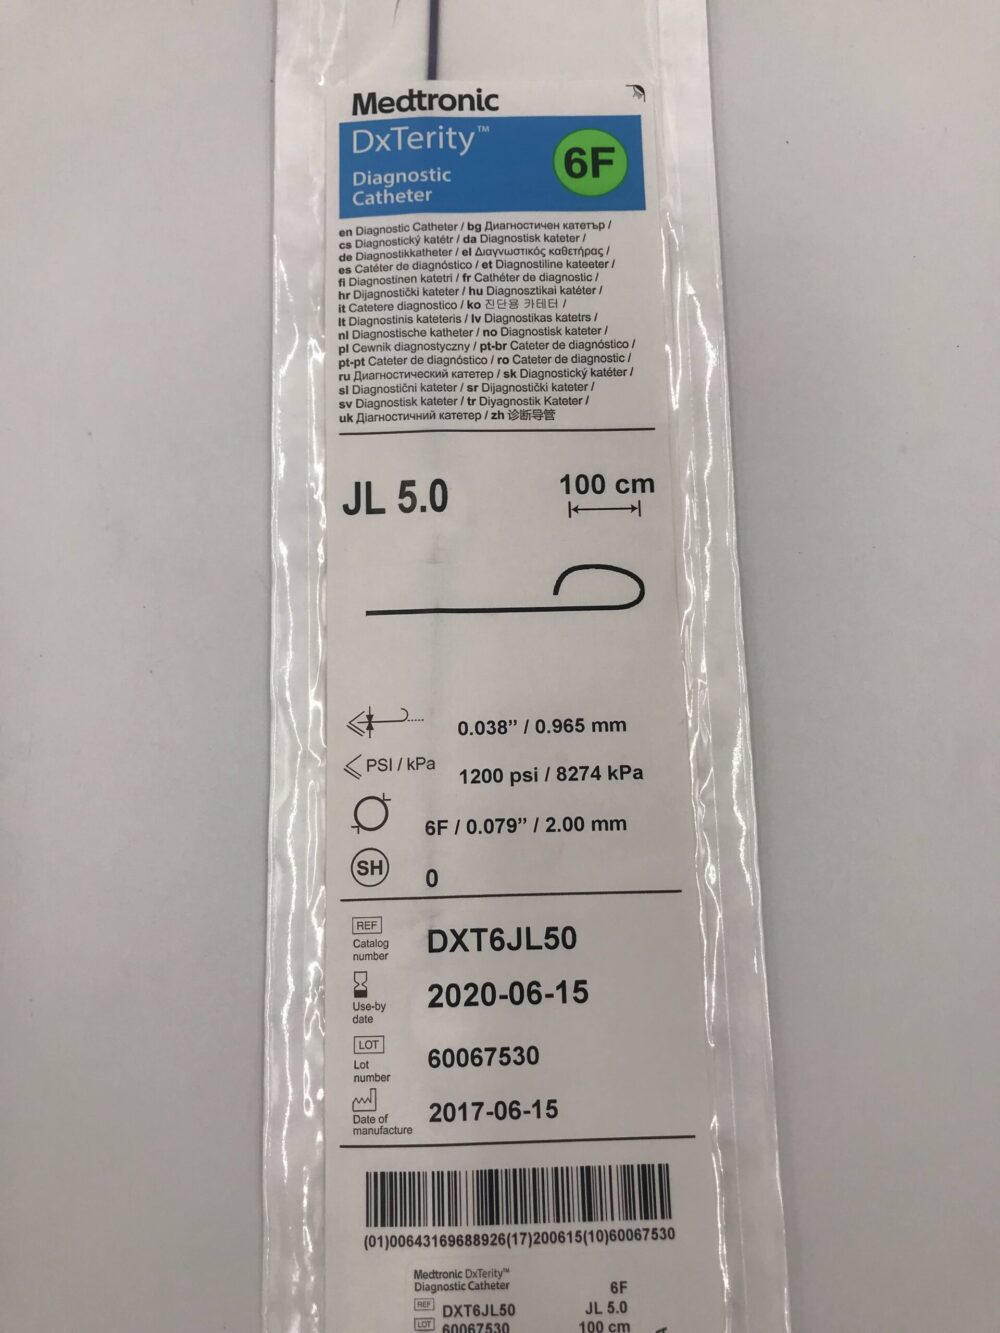 Medtronic
DxTerity™
Diagnostic
Catheter
6F
en Diagnostic Catheter / bg Диагностичен катетър /
cs Diagnostický katétr / da Diagnostisk kateter /
de Diagnostikkatheter / el Διαγνωστικός καθετήρας /
es Catéter de diagnóstico / et Diagnostiline kateeter /
fi Diagnostinen katetri / fr Cathéter de diagnostic /
hr Dijagnostički kateter / hu Diagnosztikai katéter /
it Catetere diagnostico / ko 진단용 카테터 /
lt Diagnostinis kateteris / lv Diagnostikas katetrs /
nl Diagnostische katheter / no Diagnostisk kateter /
pl Cewnik diagnostyczny / pt-br Cateter de diagnóstico /
pt-pt Cateter de diagnóstico / ro Cateter de diagnostic /
ru Диагностический катетер / sk Diagnostický katéter /
sl Diagnostični kateter / sr Dijagnostički kateter /
sv Diagnostisk kateter / tr Diyagnostik Kateter /
uk Діагностичний катетер / zh 诊断导管
JL 5.0
100 cm
0.038” / 0.965 mm
PSI / kPa
1200 psi / 8274 kPa
6F / 0.079” / 2.00 mm
SH
0
REF
Catalog
number
DXT6JL50
Use-by
date
2020-06-15
LOT
Lot
number
60067530
Date of
manufacture
2017-06-15
(01)00643169688926(17)200615(10)60067530
Medtronic DxTerity™
Diagnostic Catheter
6F
REF DXT6JL50
JL 5.0
LOT 60067530
100 cm